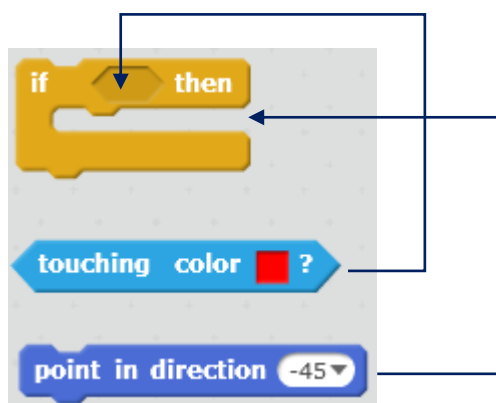 if then
touching color ?
point in direction -45